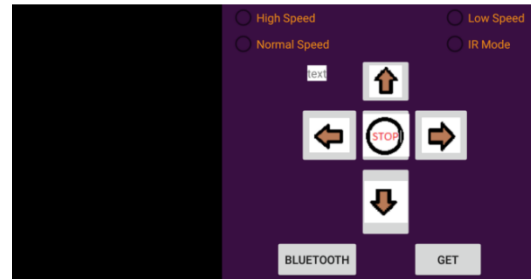 High Speed
Low Speed
Normal Speed
IR Mode
text
STOP
BLUETOOTH
GET